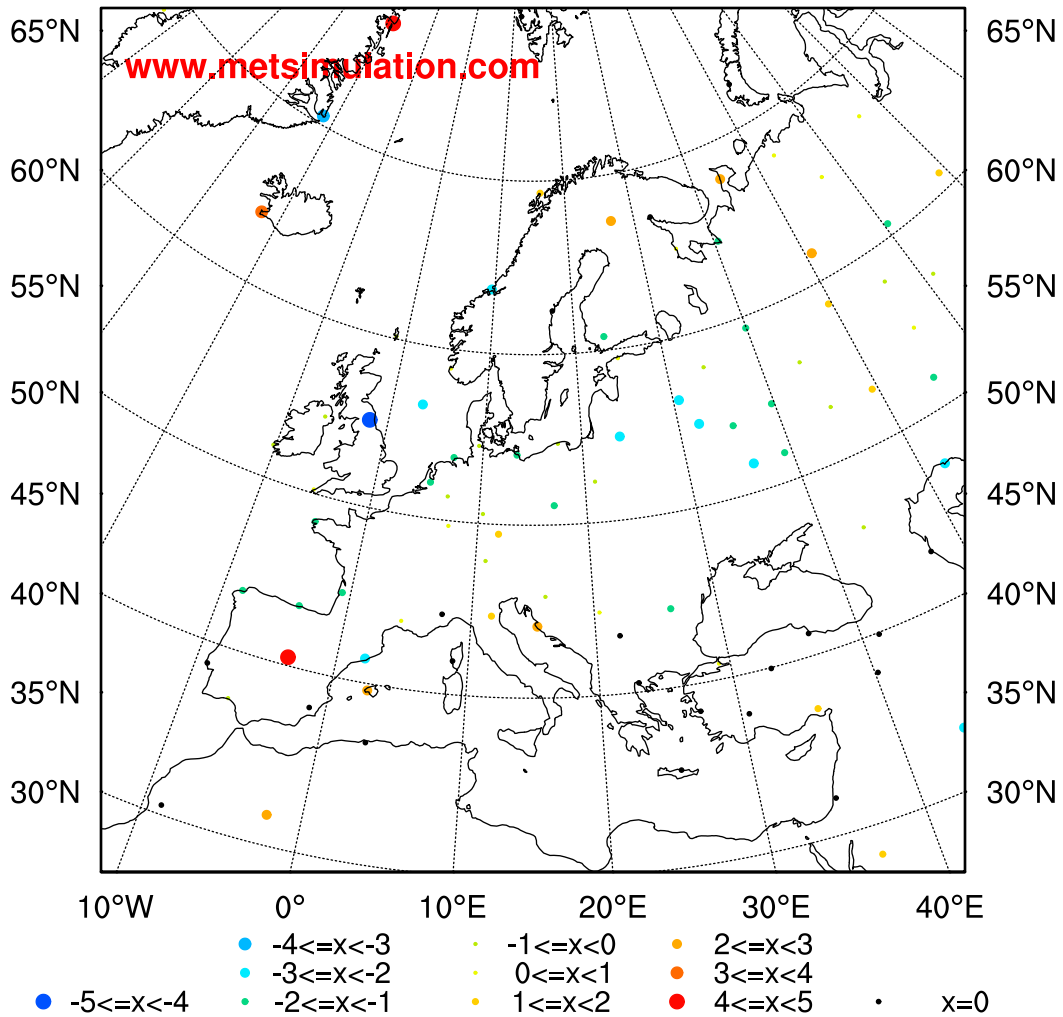 65°N 65°N
www.metsimulation.com
60°N 60°N
55°N 55°N
50°N 50°N
45°N 45°N
40°N 40°N
35°N 35°N
30°N 30°N
10°W 0° 10°E 20°E 30°E 40°E
-4<=x<-3 -1<=x<0 2<=x<3
-3<=x<-2 0<=x<1 3<=x<4
-5<=x<-4 -2<=x<-1 1<=x<2 4<=x<5 x=0